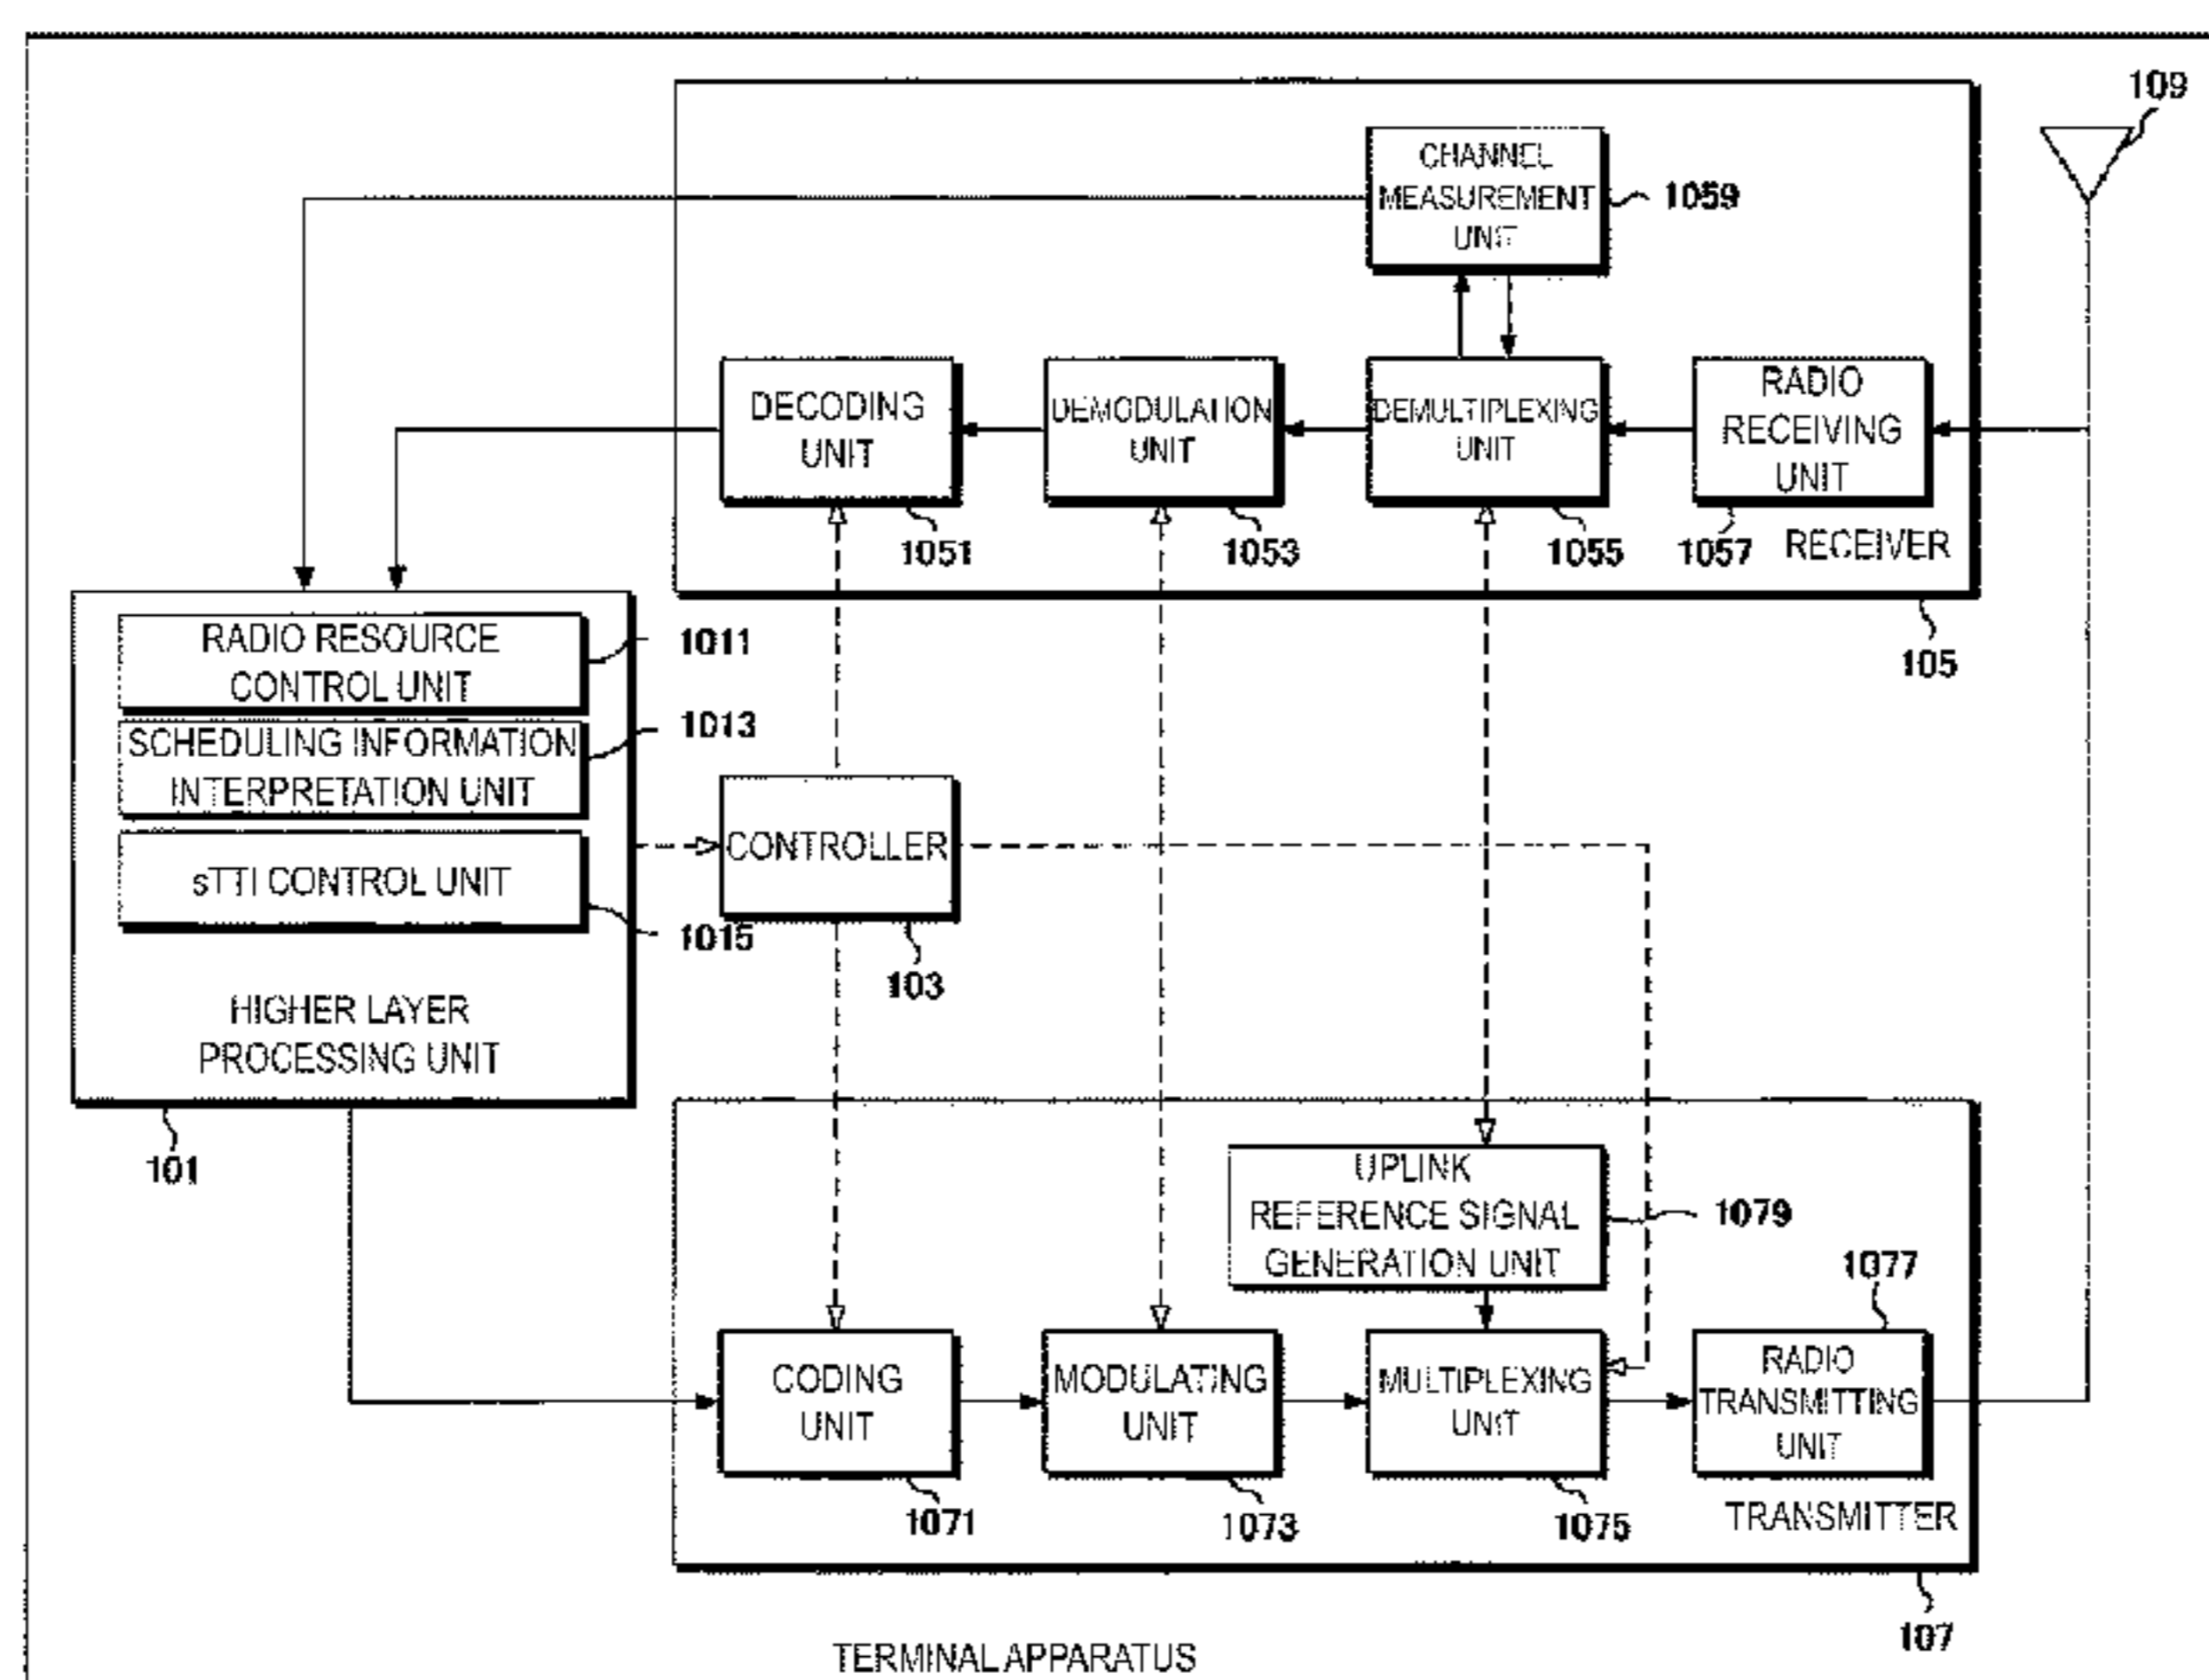 109
CHANNEL
MEASUREMENT
UNIT
1059
DECODING
UNIT
1051
DEMODULATION
UNIT
1053
DEMULTIPLEXING
UNIT
1055
RADIO
RECEIVING
UNIT
1057
RECEIVER
105
RADIO RESOURCE
CONTROL UNIT
1011
SCHEDULING INFORMATION
INTERPRETATION UNIT
1013
sTTI CONTROL UNIT
1015
HIGHER LAYER
PROCESSING UNIT
101
CONTROLLER
103
UPLINK
REFERENCE SIGNAL
GENERATION UNIT
1079
CODING
UNIT
1071
MODULATING
UNIT
1073
MULTIPLEXING
UNIT
1075
1077
RADIO
TRANSMITTING
UNIT
TRANSMITTER
107
TERMINAL APPARATUS